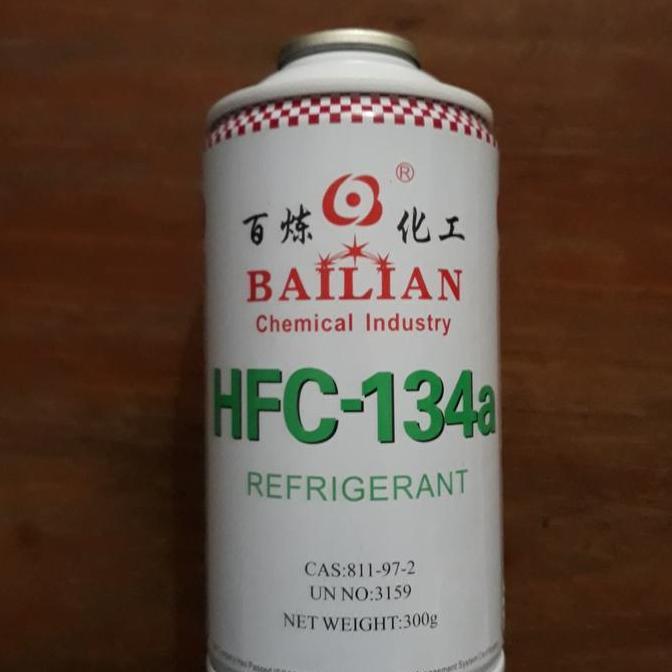 ®
百炼 化工
BAILIAN
Chemical Industry
HFC-134a
REFRIGERANT
CAS:811-97-2
UN NO:3159
NET WEIGHT:300g